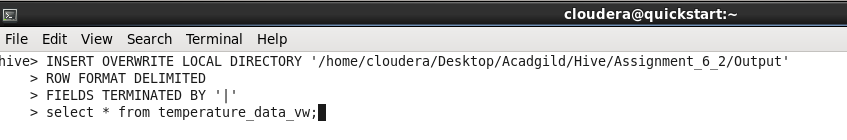 cloudera@quickstart:~
File Edit View Search Terminal Help
hive> INSERT OVERWRITE LOCAL DIRECTORY '/home/cloudera/Desktop/Acadgild/Hive/Assignment_6_2/Output'
> ROW FORMAT DELIMITED
> FIELDS TERMINATED BY '|'
> select * from temperature_data_vw;